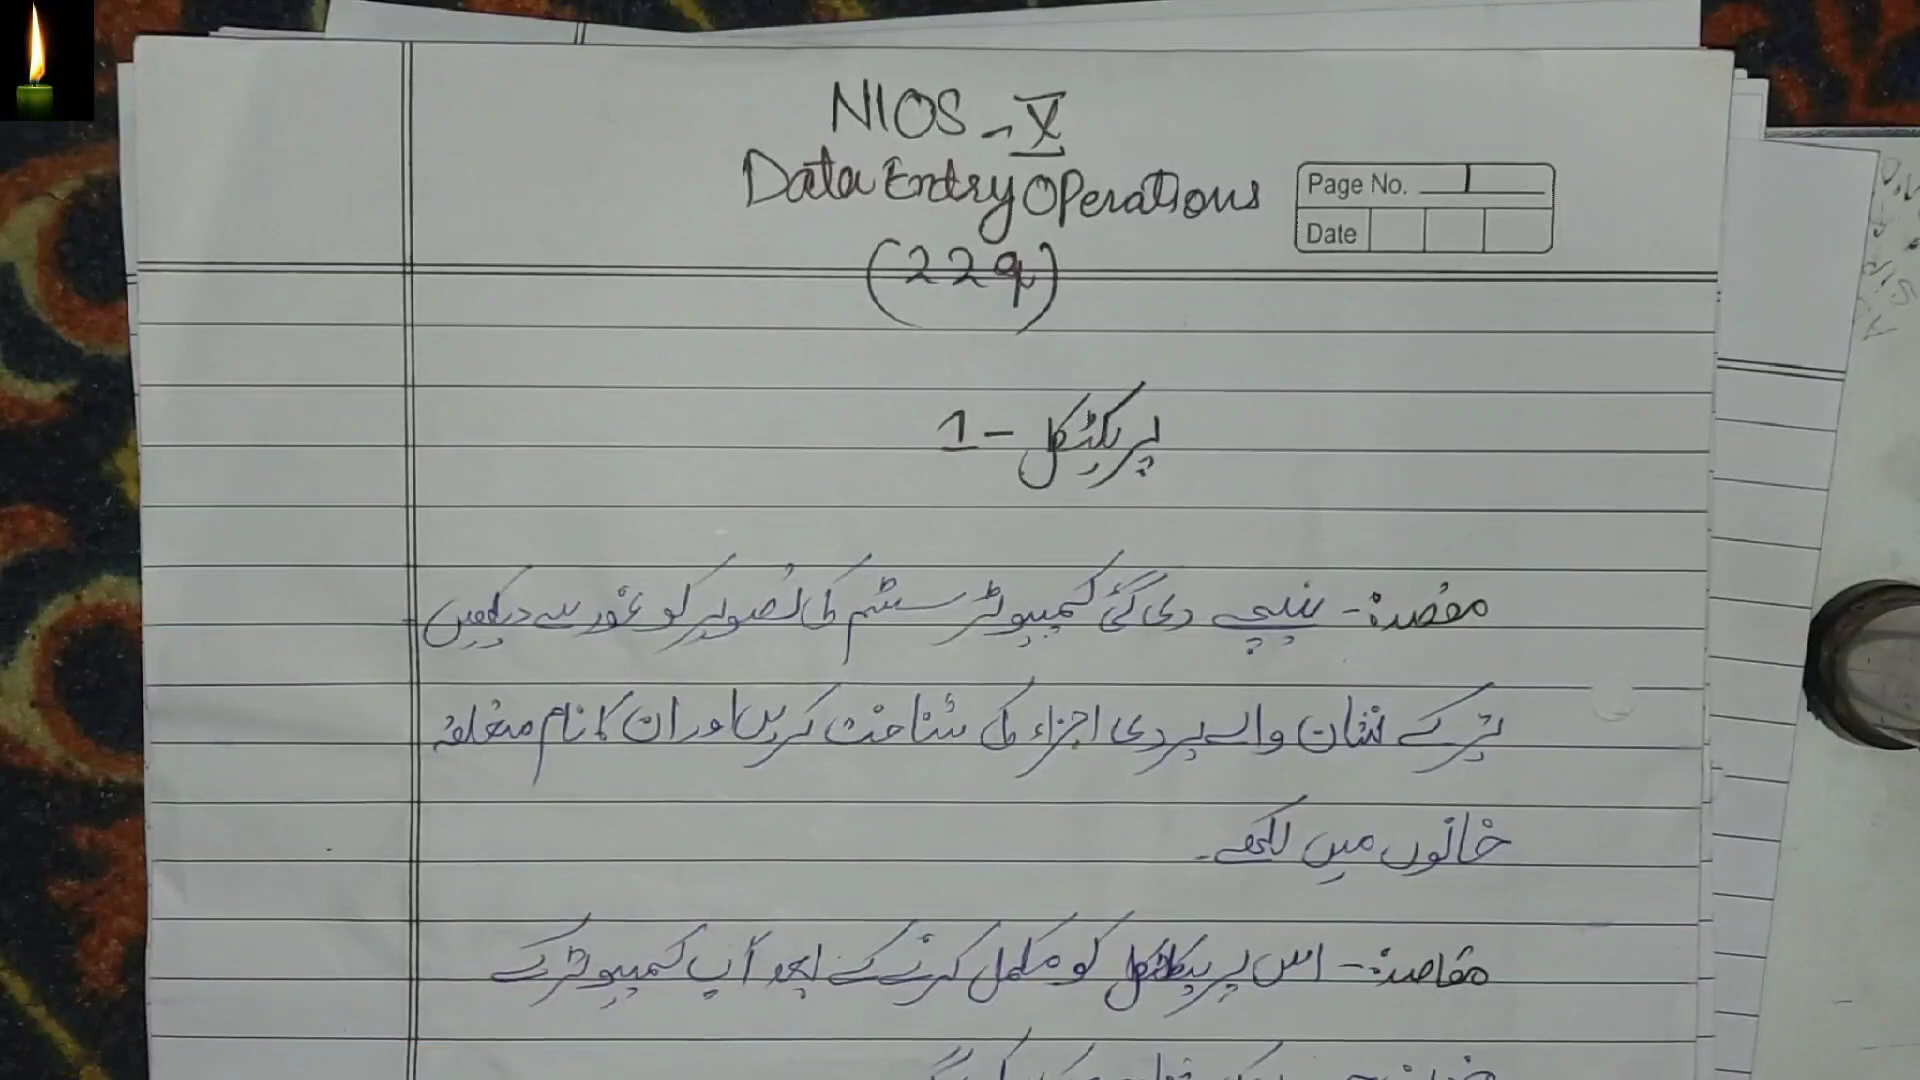 NIOS - X
Data Entry Operations
Page No. 1
Date
(229)
پریکٹیکل - 1
مقصد:- نیچے دی گئی کمپیوٹر سسٹم کی تصویر کو غور سے دیکھیں
تیر کے نشان والے پر دی اجزاء کی شناخت کریں اور ان کا نام متعلقہ
خانوں میں لکھے۔
مقاصد:- اس پریکٹیکل کو مکمل کرنے کے بعد آپ کمپیوٹر کے